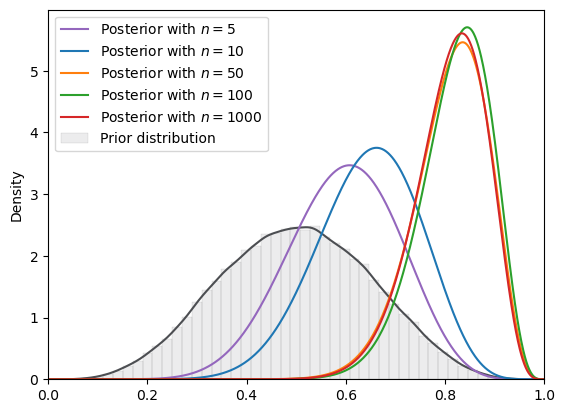 Posterior with n = 5
Posterior with n = 10
Posterior with n = 50
Posterior with n = 100
Posterior with n = 1000
Prior distribution
Density
5
4
3
2
1
0
0.0 0.2 0.4 0.6 0.8 1.0